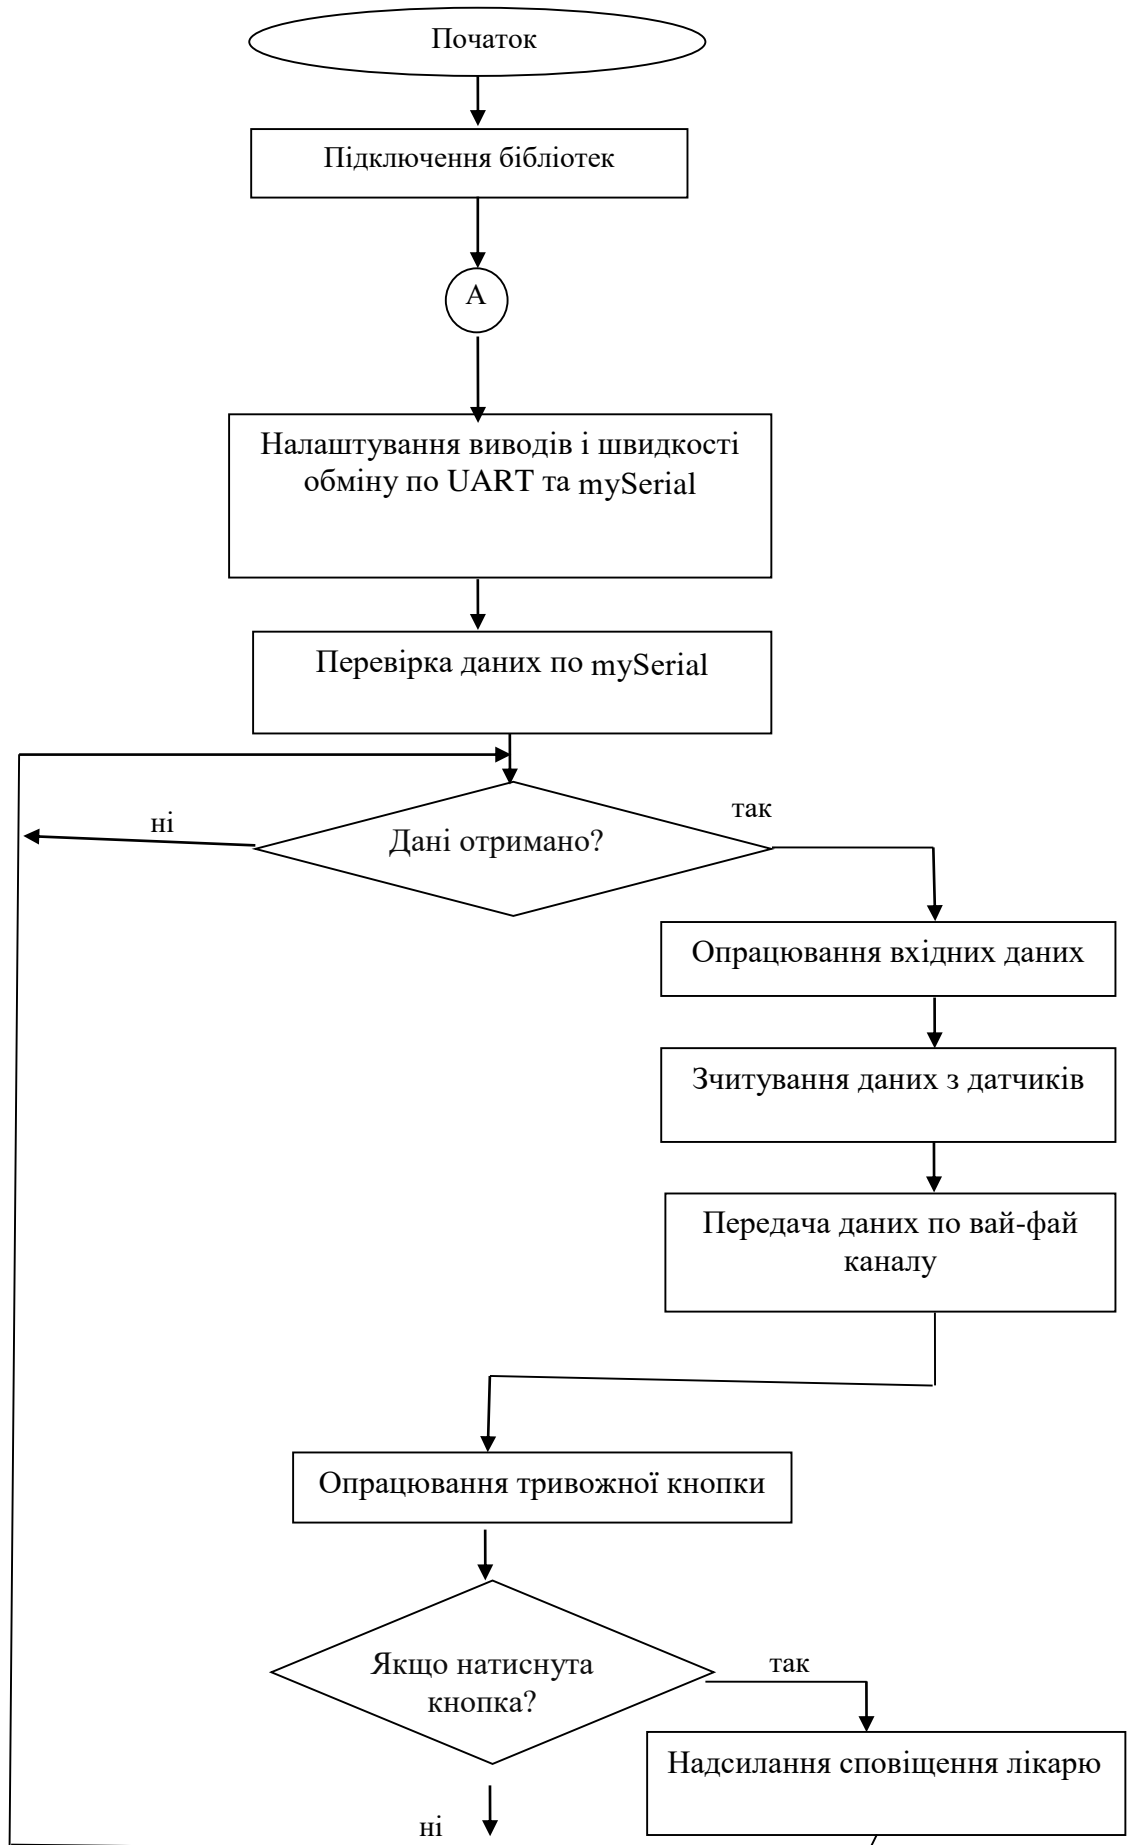 Початок
Підключення бібліотек
А
Налаштування виводів і швидкості
обміну по UART та mySerial
Перевірка даних по mySerial
ні
так
Дані отримано?
Опрацювання вхідних даних
Зчитування даних з датчиків
Передача даних по вай-фай
каналу
Опрацювання тривожної кнопки
Якщо натиснута
кнопка?
так
Надсилання сповіщення лікарю
ні